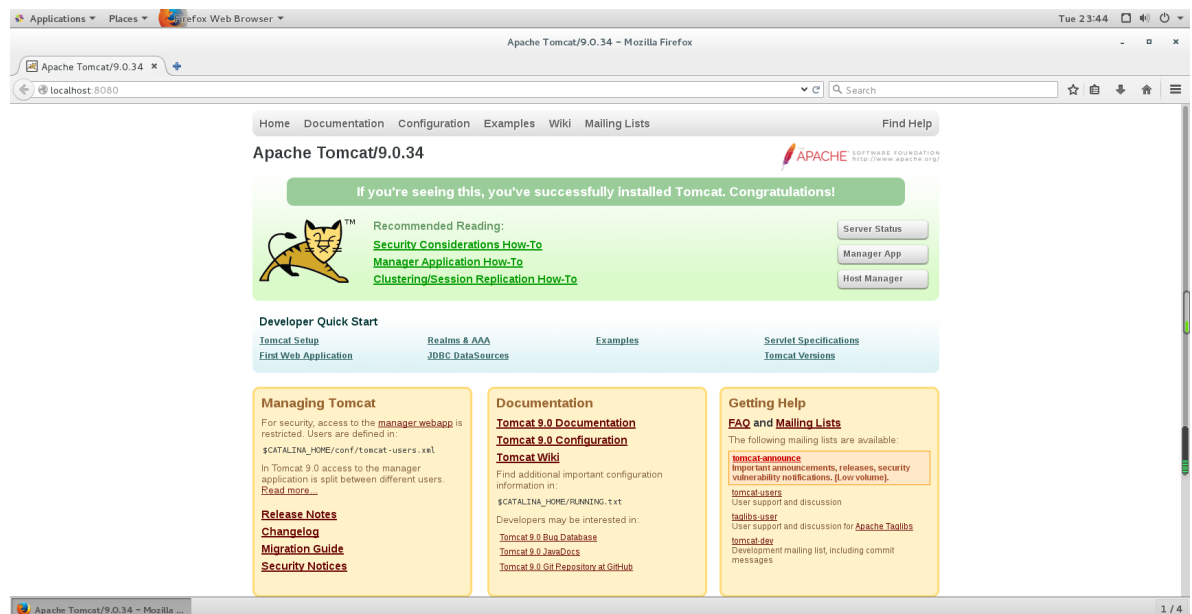 Applications Places Firefox Web Browser Tue 23:44
Apache Tomcat/9.0.34 - Mozilla Firefox
Apache Tomcat/9.0.34
localhost:8080 Search
Home Documentation Configuration Examples Wiki Mailing Lists Find Help
Apache Tomcat/9.0.34
APACHE SOFTWARE FOUNDATION
http://www.apache.org/
If you're seeing this, you've successfully installed Tomcat. Congratulations!
TM
Recommended Reading:
Security Considerations How-To
Manager Application How-To
Clustering/Session Replication How-To
Server Status
Manager App
Host Manager
Developer Quick Start
Tomcat Setup
First Web Application
Realms & AAA
JDBC DataSources
Examples
Servlet Specifications
Tomcat Versions
Managing Tomcat
For security, access to the manager webapp is
restricted. Users are defined in:
$CATALINA_HOME/conf/tomcat-users.xml
In Tomcat 9.0 access to the manager
application is split between different users.
Read more...
Release Notes
Changelog
Migration Guide
Security Notices
Documentation
Tomcat 9.0 Documentation
Tomcat 9.0 Configuration
Tomcat Wiki
Find additional important configuration
information in:
$CATALINA_HOME/RUNNING.txt
Developers may be interested in:
Tomcat 9.0 Bug Database
Tomcat 9.0 JavaDocs
Tomcat 9.0 Git Repository at GitHub
Getting Help
FAQ and Mailing Lists
The following mailing lists are available:
tomcat-announce
Important announcements, releases, security
vulnerability notifications. (Low volume).
tomcat-users
User support and discussion
taglibs-user
User support and discussion for Apache Taglibs
tomcat-dev
Development mailing list, including commit
messages
Apache Tomcat/9.0.34 - Mozilla ... 1 / 4